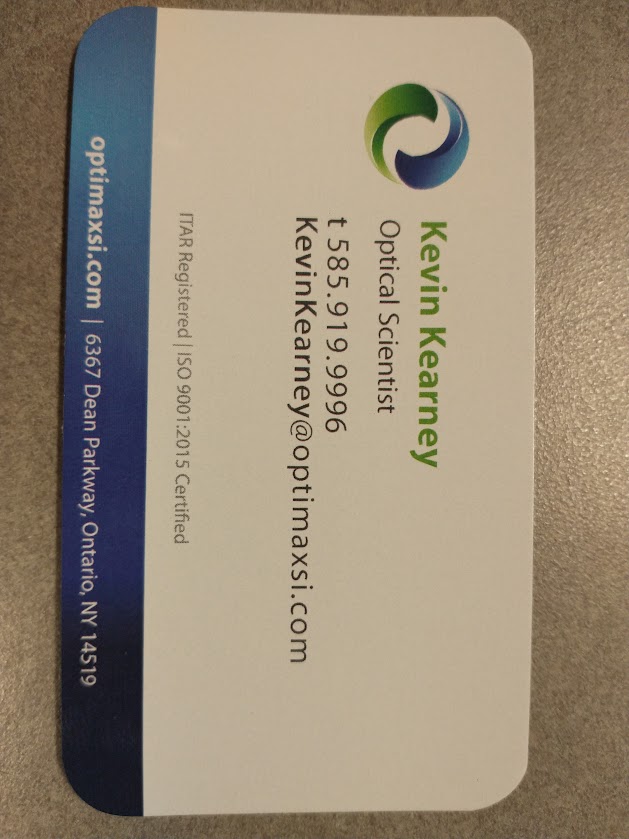 Kevin Kearney
Optical Scientist
t 585.919.9996
KevinKearney@optimaxsi.com
ITAR Registered | ISO 9001:2015 Certified
optimaxsi.com | 6367 Dean Parkway, Ontario, NY 14519